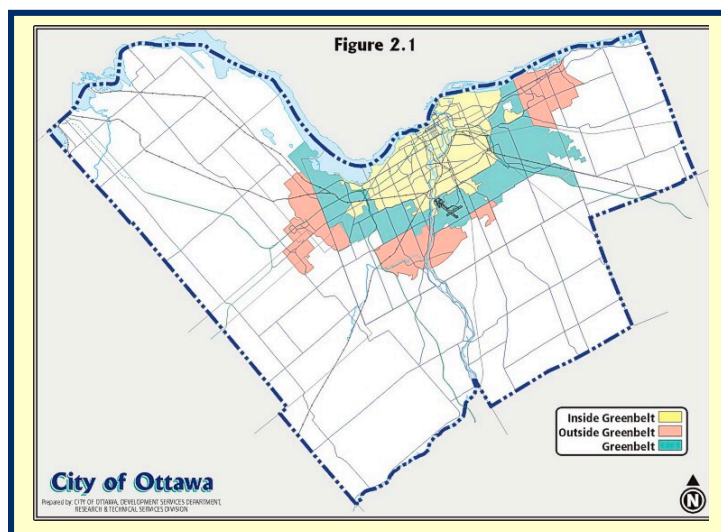 Figure 2.1
Inside Greenbelt
Outside Greenbelt
Greenbelt
City of Ottawa
Prepared by: CITY OF OTTAWA, DEVELOPMENT SERVICES DEPARTMENT,
RESEARCH & TECHNICAL SERVICES DIVISION
N